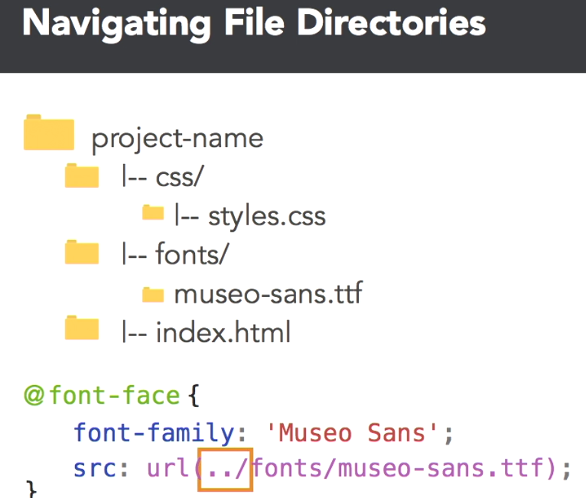 Navigating File Directories
project-name
|-- css/
|-- styles.css
|-- fonts/
museo-sans.ttf
|-- index.html
@font-face {
font-family: 'Museo Sans';
src: url(../fonts/museo-sans.ttf);
}